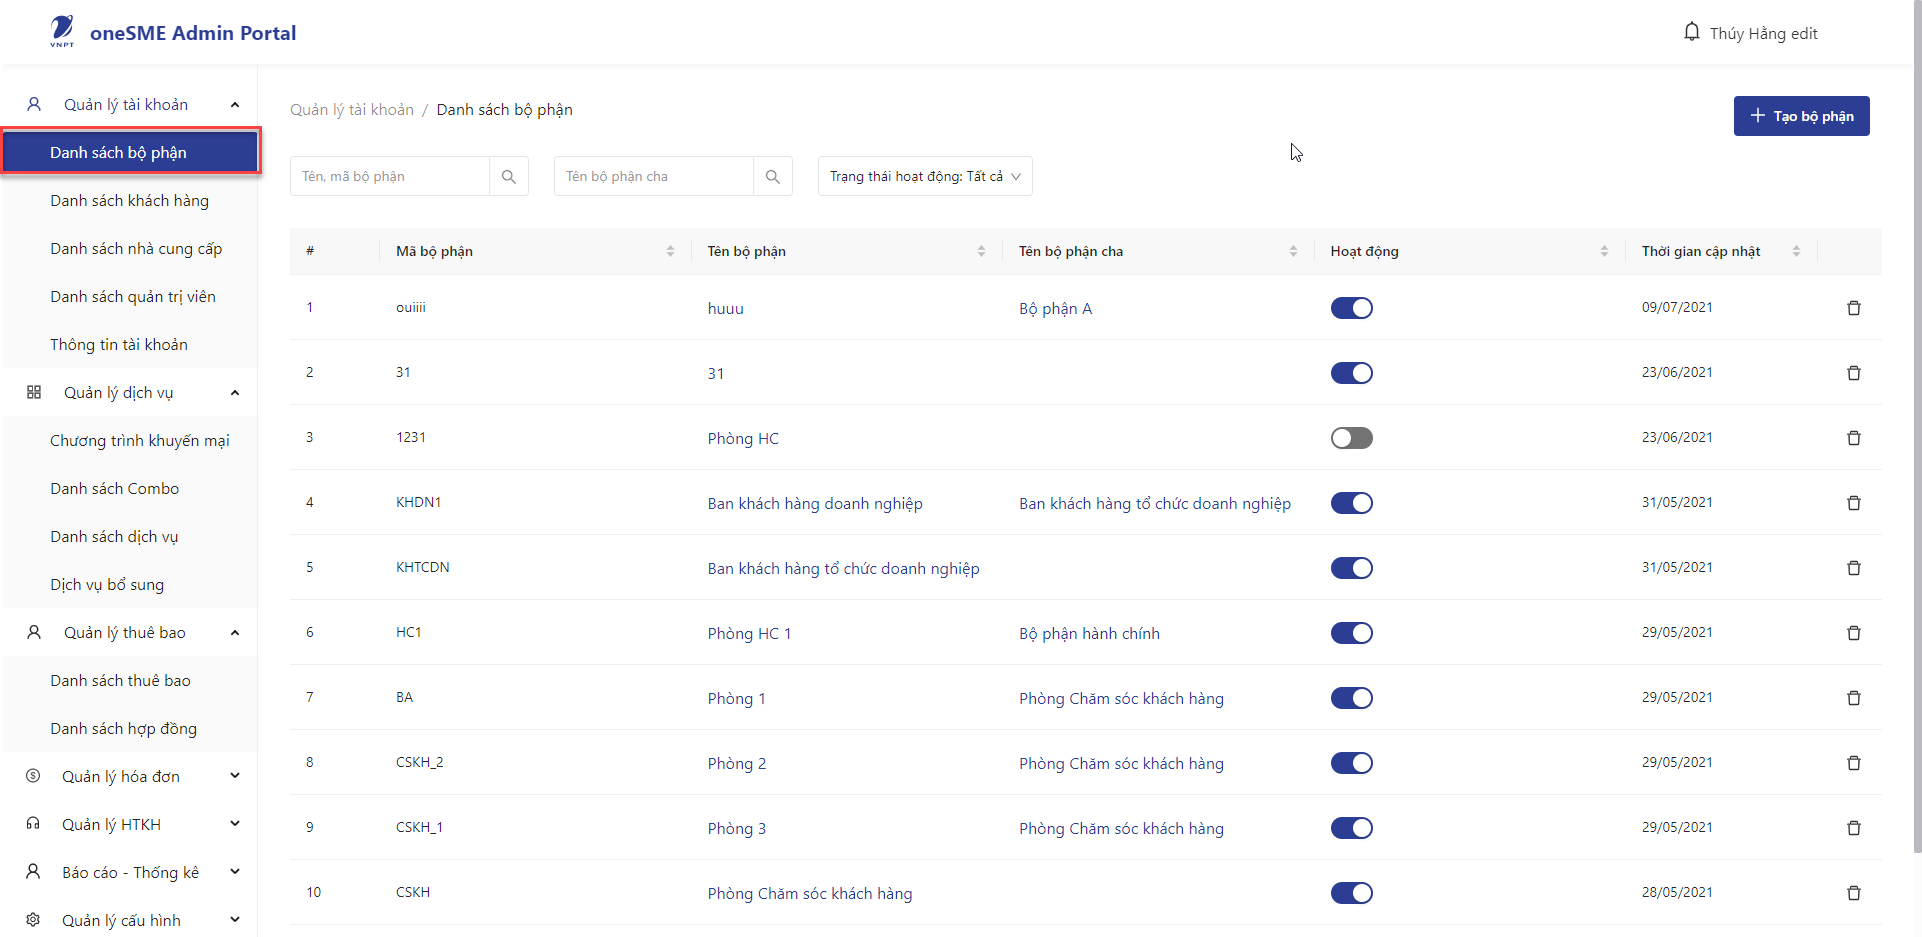 VNPT
oneSME Admin Portal
Thúy Hằng edit
Quản lý tài khoản
Danh sách bộ phận
Danh sách khách hàng
Danh sách nhà cung cấp
Danh sách quản trị viên
Thông tin tài khoản
Quản lý dịch vụ
Chương trình khuyến mại
Danh sách Combo
Danh sách dịch vụ
Dịch vụ bổ sung
Quản lý thuê bao
Danh sách thuê bao
Danh sách hợp đồng
Quản lý hóa đơn
Quản lý HTKH
Báo cáo - Thống kê
Quản lý cấu hình
Quản lý tài khoản / Danh sách bộ phận
Tạo bộ phận
Tên, mã bộ phận
Tên bộ phận cha
Trạng thái hoạt động: Tất cả
# Mã bộ phận Tên bộ phận Tên bộ phận cha Hoạt động Thời gian cập nhật
1 ouiiii huuu Bộ phận A 09/07/2021
2 31 31 23/06/2021
3 1231 Phòng HC 23/06/2021
4 KHDN1 Ban khách hàng doanh nghiệp Ban khách hàng tổ chức doanh nghiệp 31/05/2021
5 KHTCDN Ban khách hàng tổ chức doanh nghiệp 31/05/2021
6 HC1 Phòng HC 1 Bộ phận hành chính 29/05/2021
7 BA Phòng 1 Phòng Chăm sóc khách hàng 29/05/2021
8 CSKH_2 Phòng 2 Phòng Chăm sóc khách hàng 29/05/2021
9 CSKH_1 Phòng 3 Phòng Chăm sóc khách hàng 29/05/2021
10 CSKH Phòng Chăm sóc khách hàng 28/05/2021